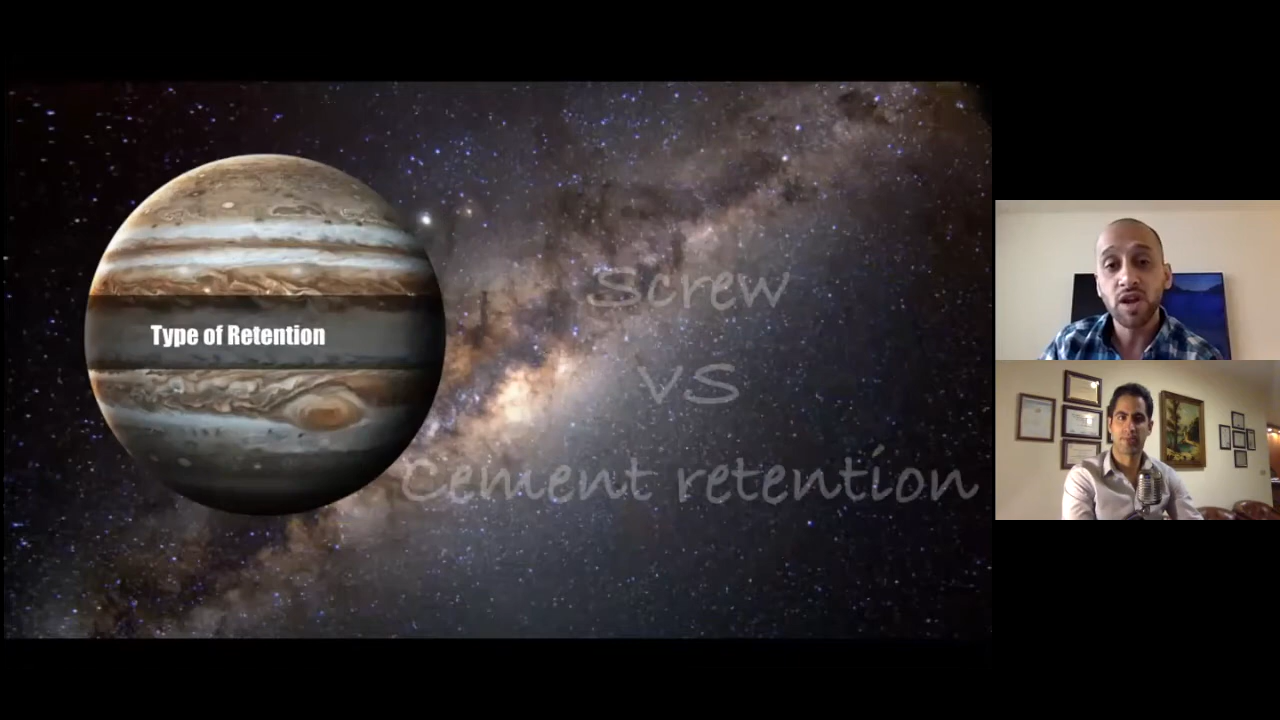 Type of Retention
Screw
VS
Cement retention